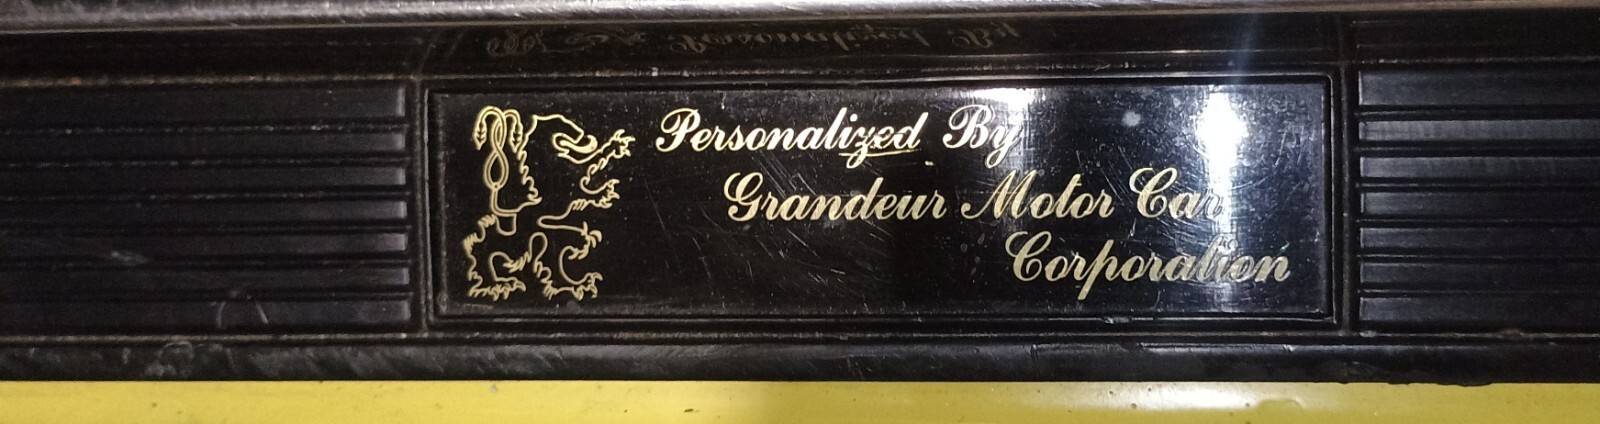 Personalized By
Grandeur Motor Car
Corporation